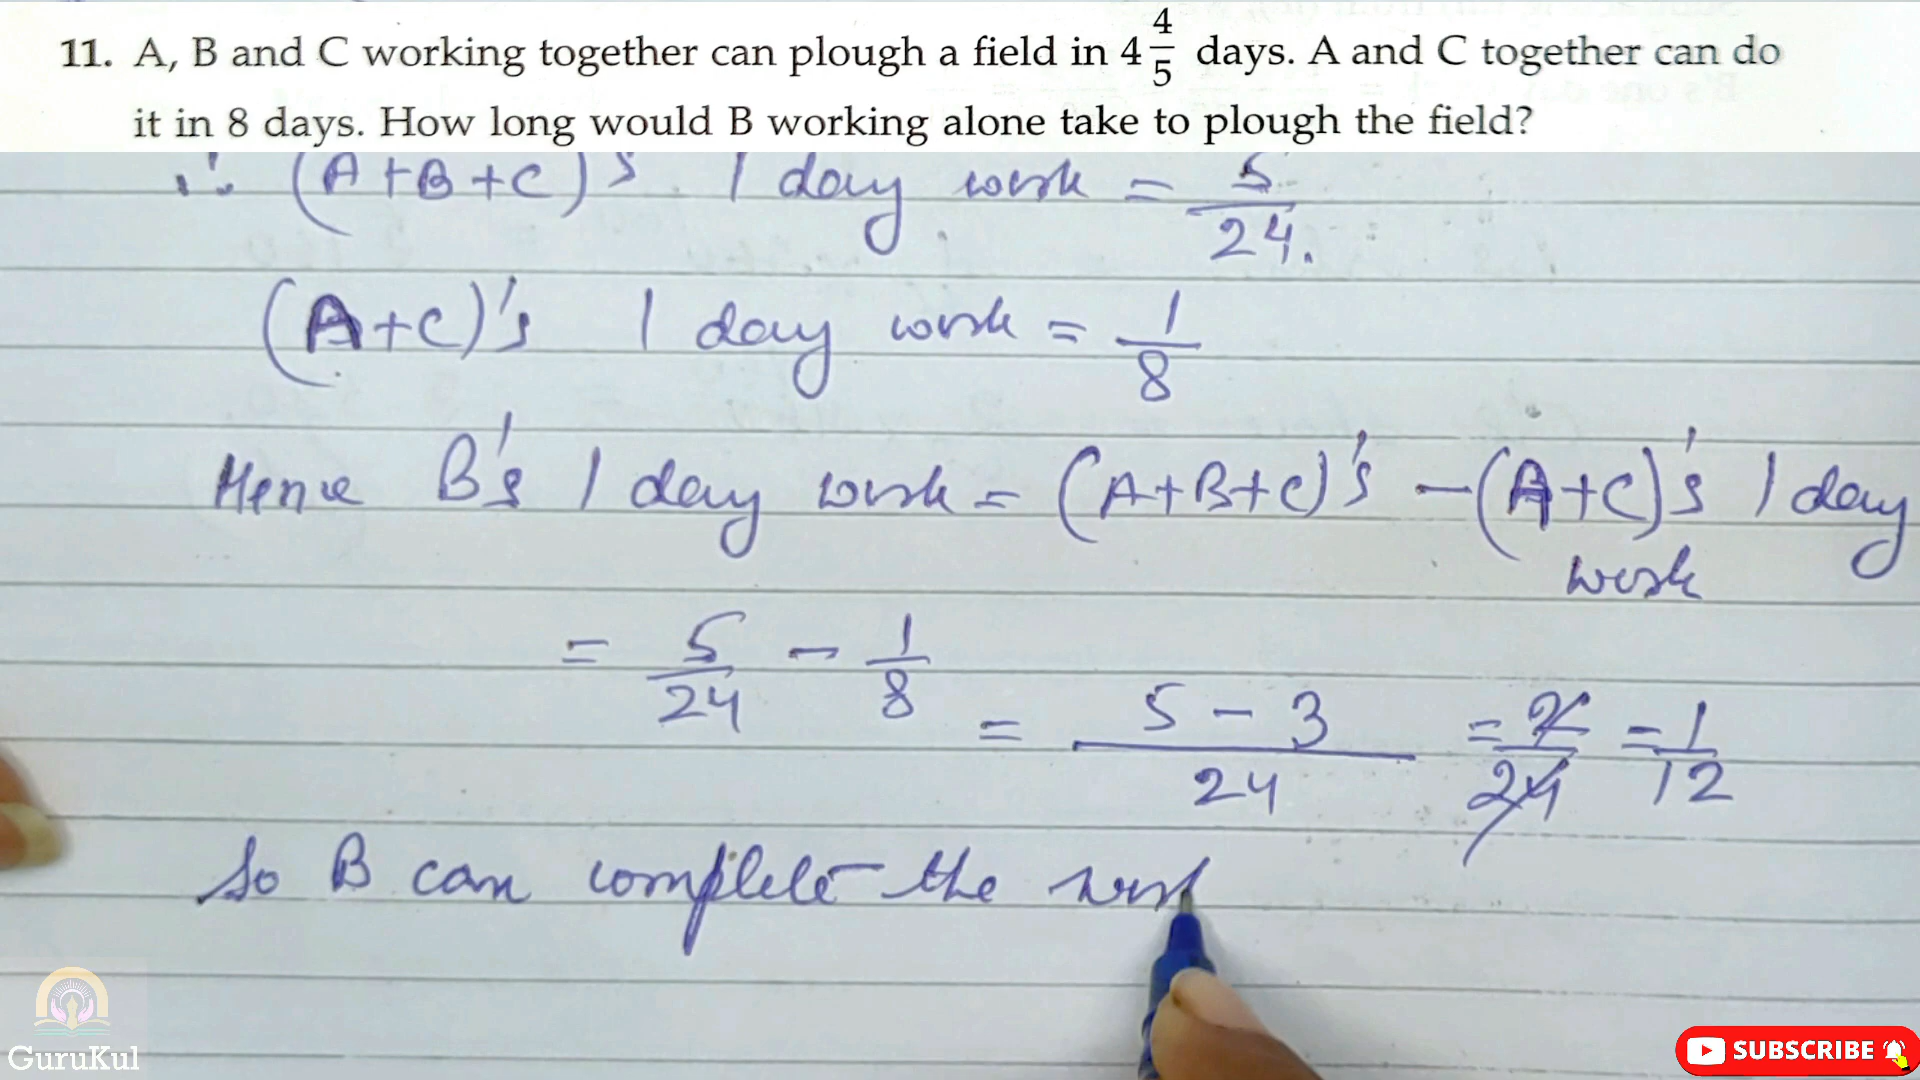 11. A, B and C working together can plough a field in 4 4/5 days. A and C together can do
it in 8 days. How long would B working alone take to plough the field?
∴ (A+B+C)'s 1 day work = 5/24.
(A+C)'s 1 day work = 1/8
Hence B's 1 day work = (A+B+C)'s - (A+C)'s 1 day
work
= 5/24 - 1/8 = 5-3/24 = 2/24 = 1/12
So B can complete the work
GuruKul
SUBSCRIBE